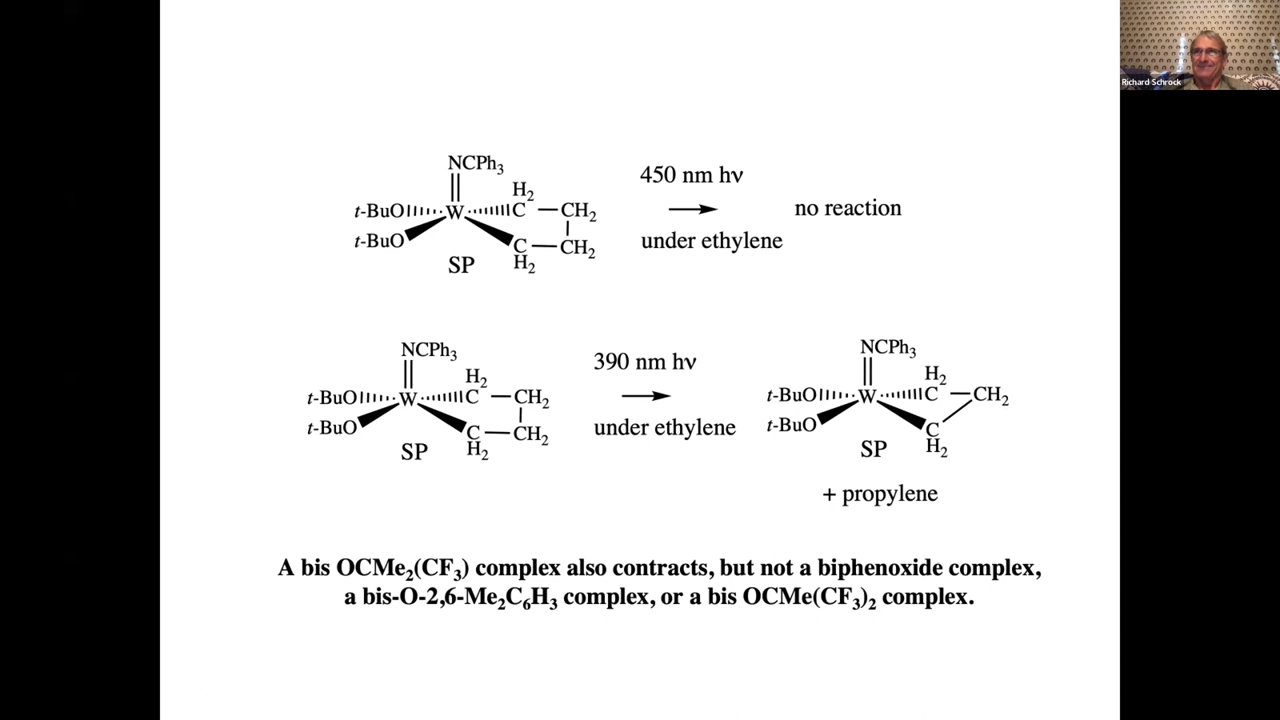 Richard Schrock
NCPh₃
H₂
t-BuO W C CH₂
t-BuO C CH₂
H₂
SP
450 nm hν
under ethylene
no reaction
NCPh₃
H₂
t-BuO W C CH₂
t-BuO C CH₂
H₂
SP
390 nm hν
under ethylene
NCPh₃
H₂
t-BuO W C CH₂
t-BuO C
H₂
SP
+ propylene
A bis OCMe₂(CF₃) complex also contracts, but not a biphenoxide complex,
a bis-O-2,6-Me₂C₆H₃ complex, or a bis OCMe(CF₃)₂ complex.